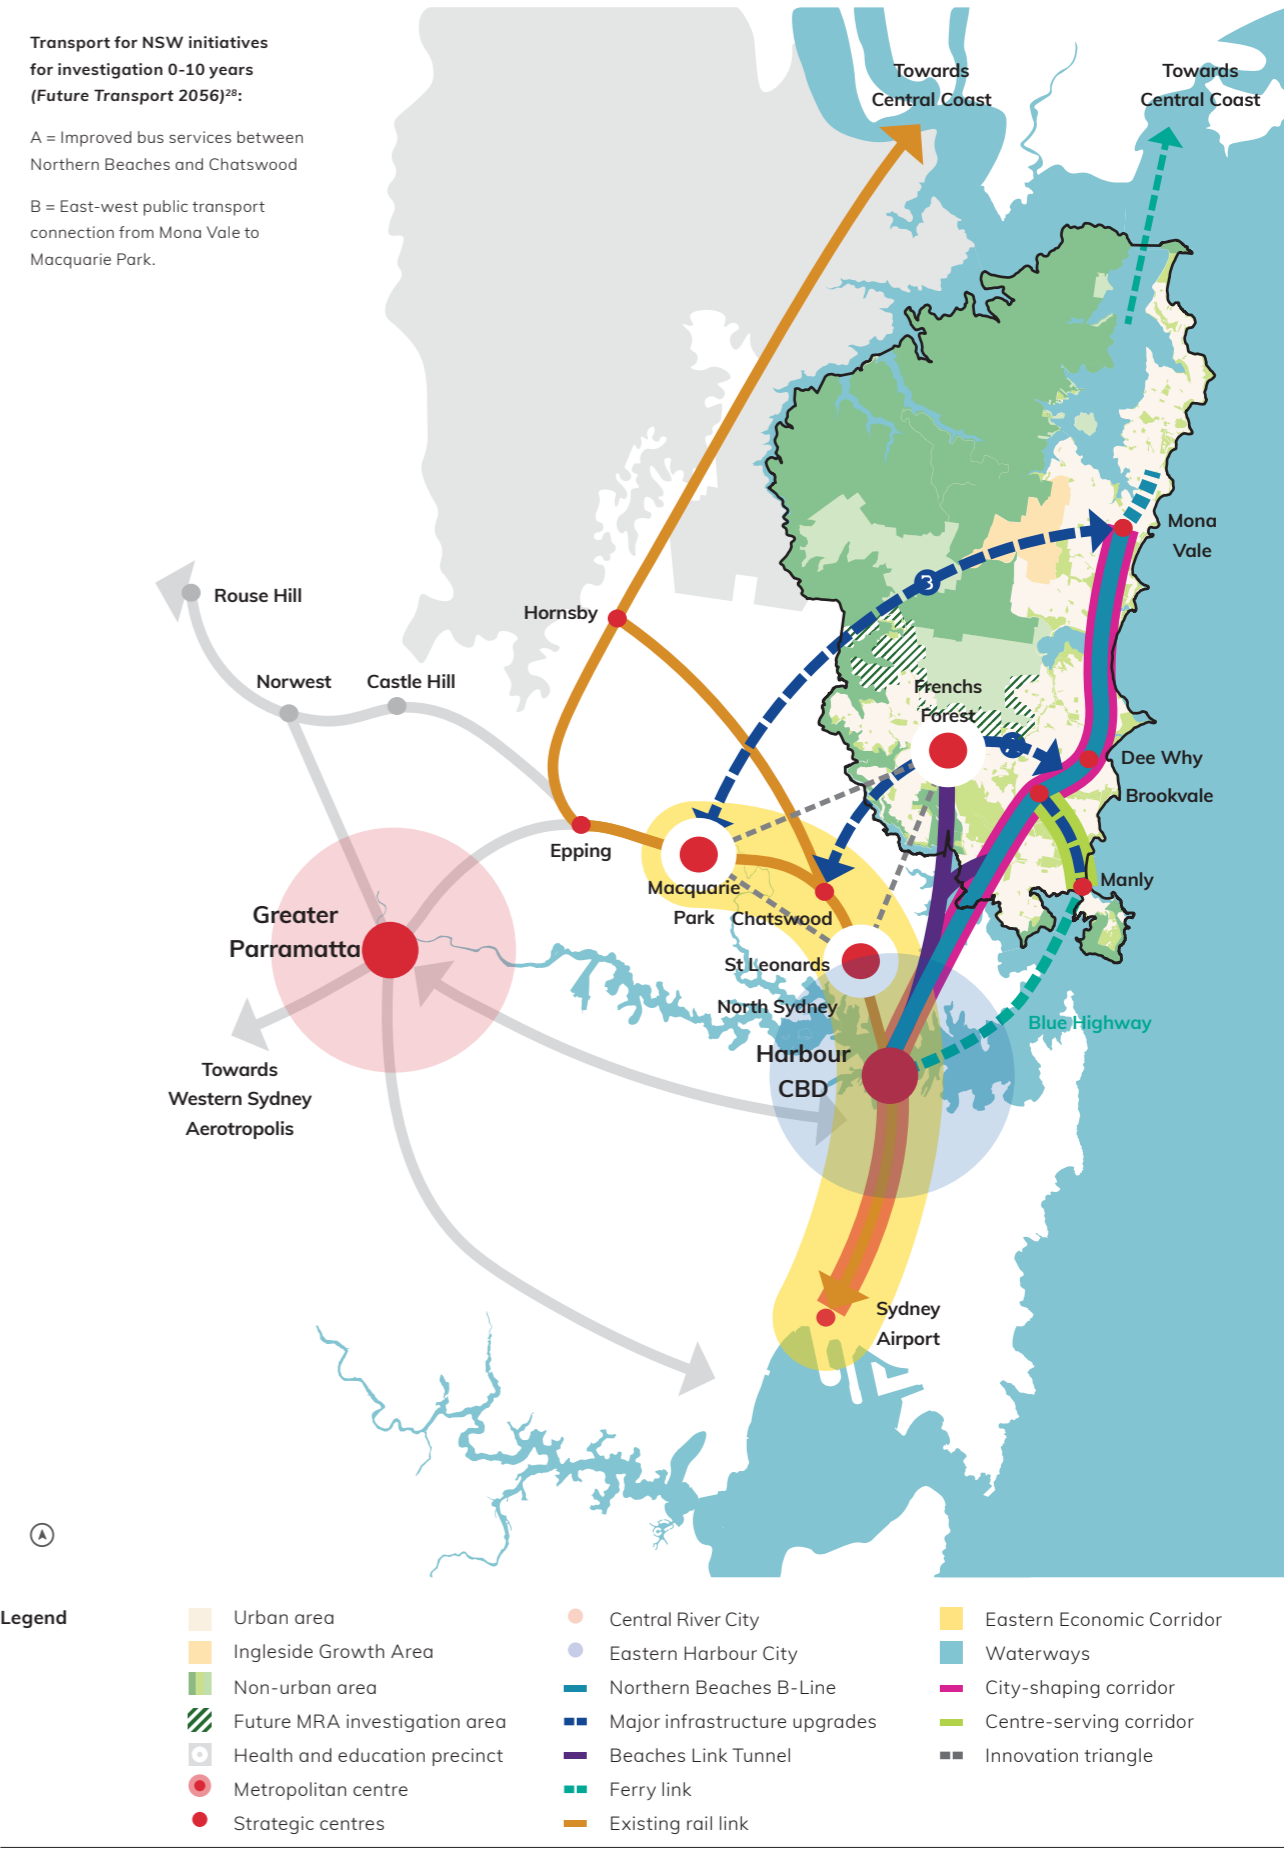 Transport for NSW initiatives
for investigation 0-10 years
(Future Transport 2056)²⁸:
A = Improved bus services between
Northern Beaches and Chatswood
B = East-west public transport
connection from Mona Vale to
Macquarie Park.
Towards
Central Coast
Towards
Central Coast
Mona
Vale
Rouse Hill
Hornsby
Norwest
Castle Hill
Frenchs
Forest
Dee Why
Brookvale
Epping
Macquarie
Park
Chatswood
Manly
Greater
Parramatta
St Leonards
North Sydney
Blue Highway
Harbour
CBD
Towards
Western Sydney
Aerotropolis
Sydney
Airport
Legend
Urban area
Ingleside Growth Area
Non-urban area
Future MRA investigation area
Health and education precinct
Metropolitan centre
Strategic centres
Central River City
Eastern Harbour City
Northern Beaches B-Line
Major infrastructure upgrades
Beaches Link Tunnel
Ferry link
Existing rail link
Eastern Economic Corridor
Waterways
City-shaping corridor
Centre-serving corridor
Innovation triangle